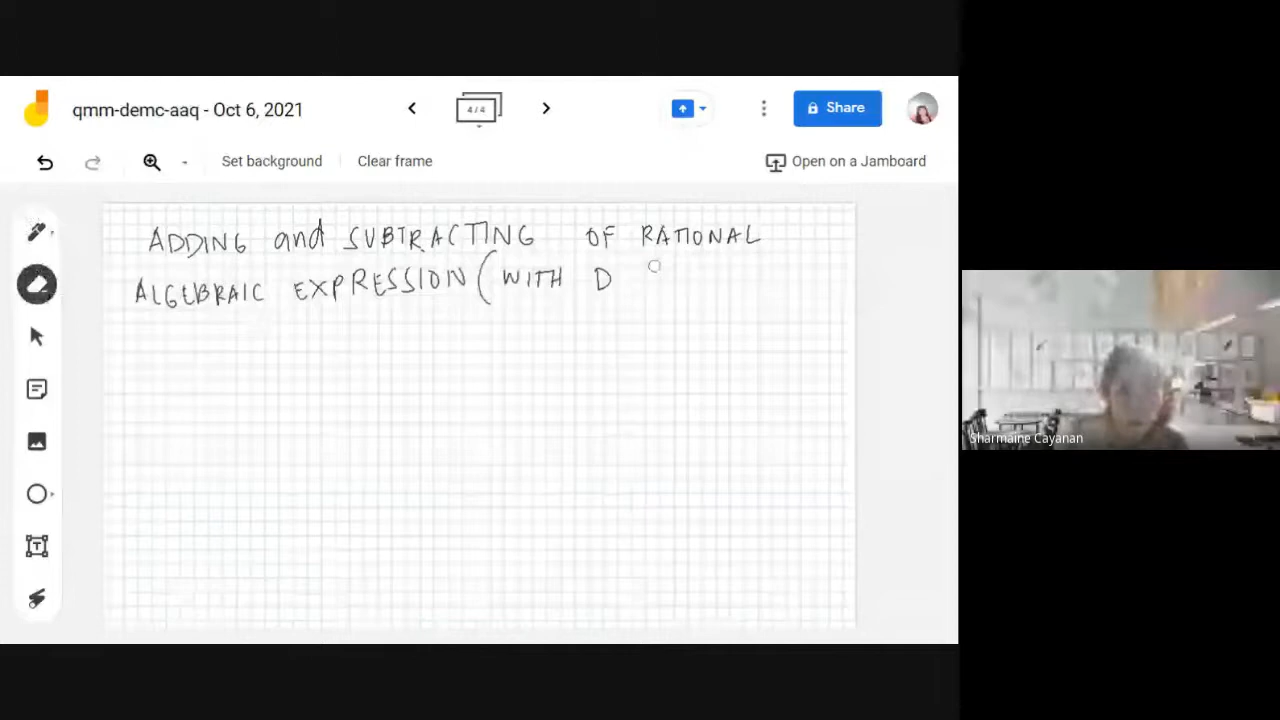 qmm-demc-aaq - Oct 6, 2021
4 / 4
Share
Set background
Clear frame
Open on a Jamboard
ADDING and SUBTRACTING OF RATIONAL
ALGEBRAIC EXPRESSION (WITH D
Sharmaine Cayanan